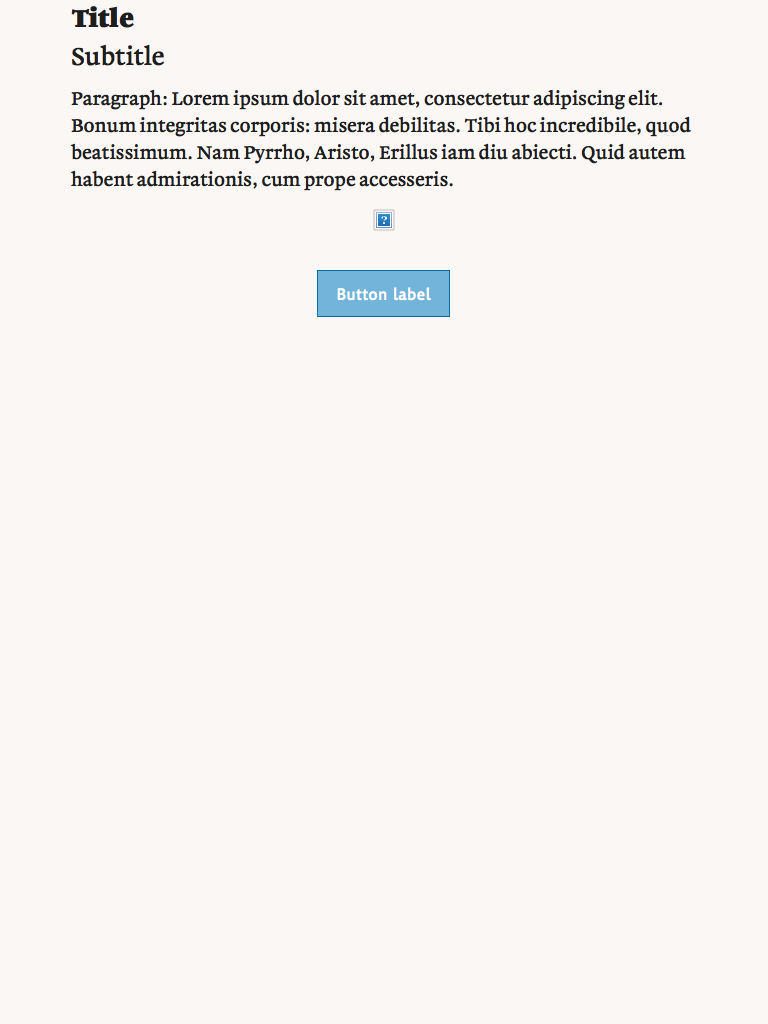 Title
Subtitle
Paragraph: Lorem ipsum dolor sit amet, consectetur adipiscing elit.
Bonum integritas corporis: misera debilitas. Tibi hoc incredibile, quod
beatissimum. Nam Pyrrho, Aristo, Erillus iam diu abiecti. Quid autem
habent admirationis, cum prope accesseris.
?
Button label